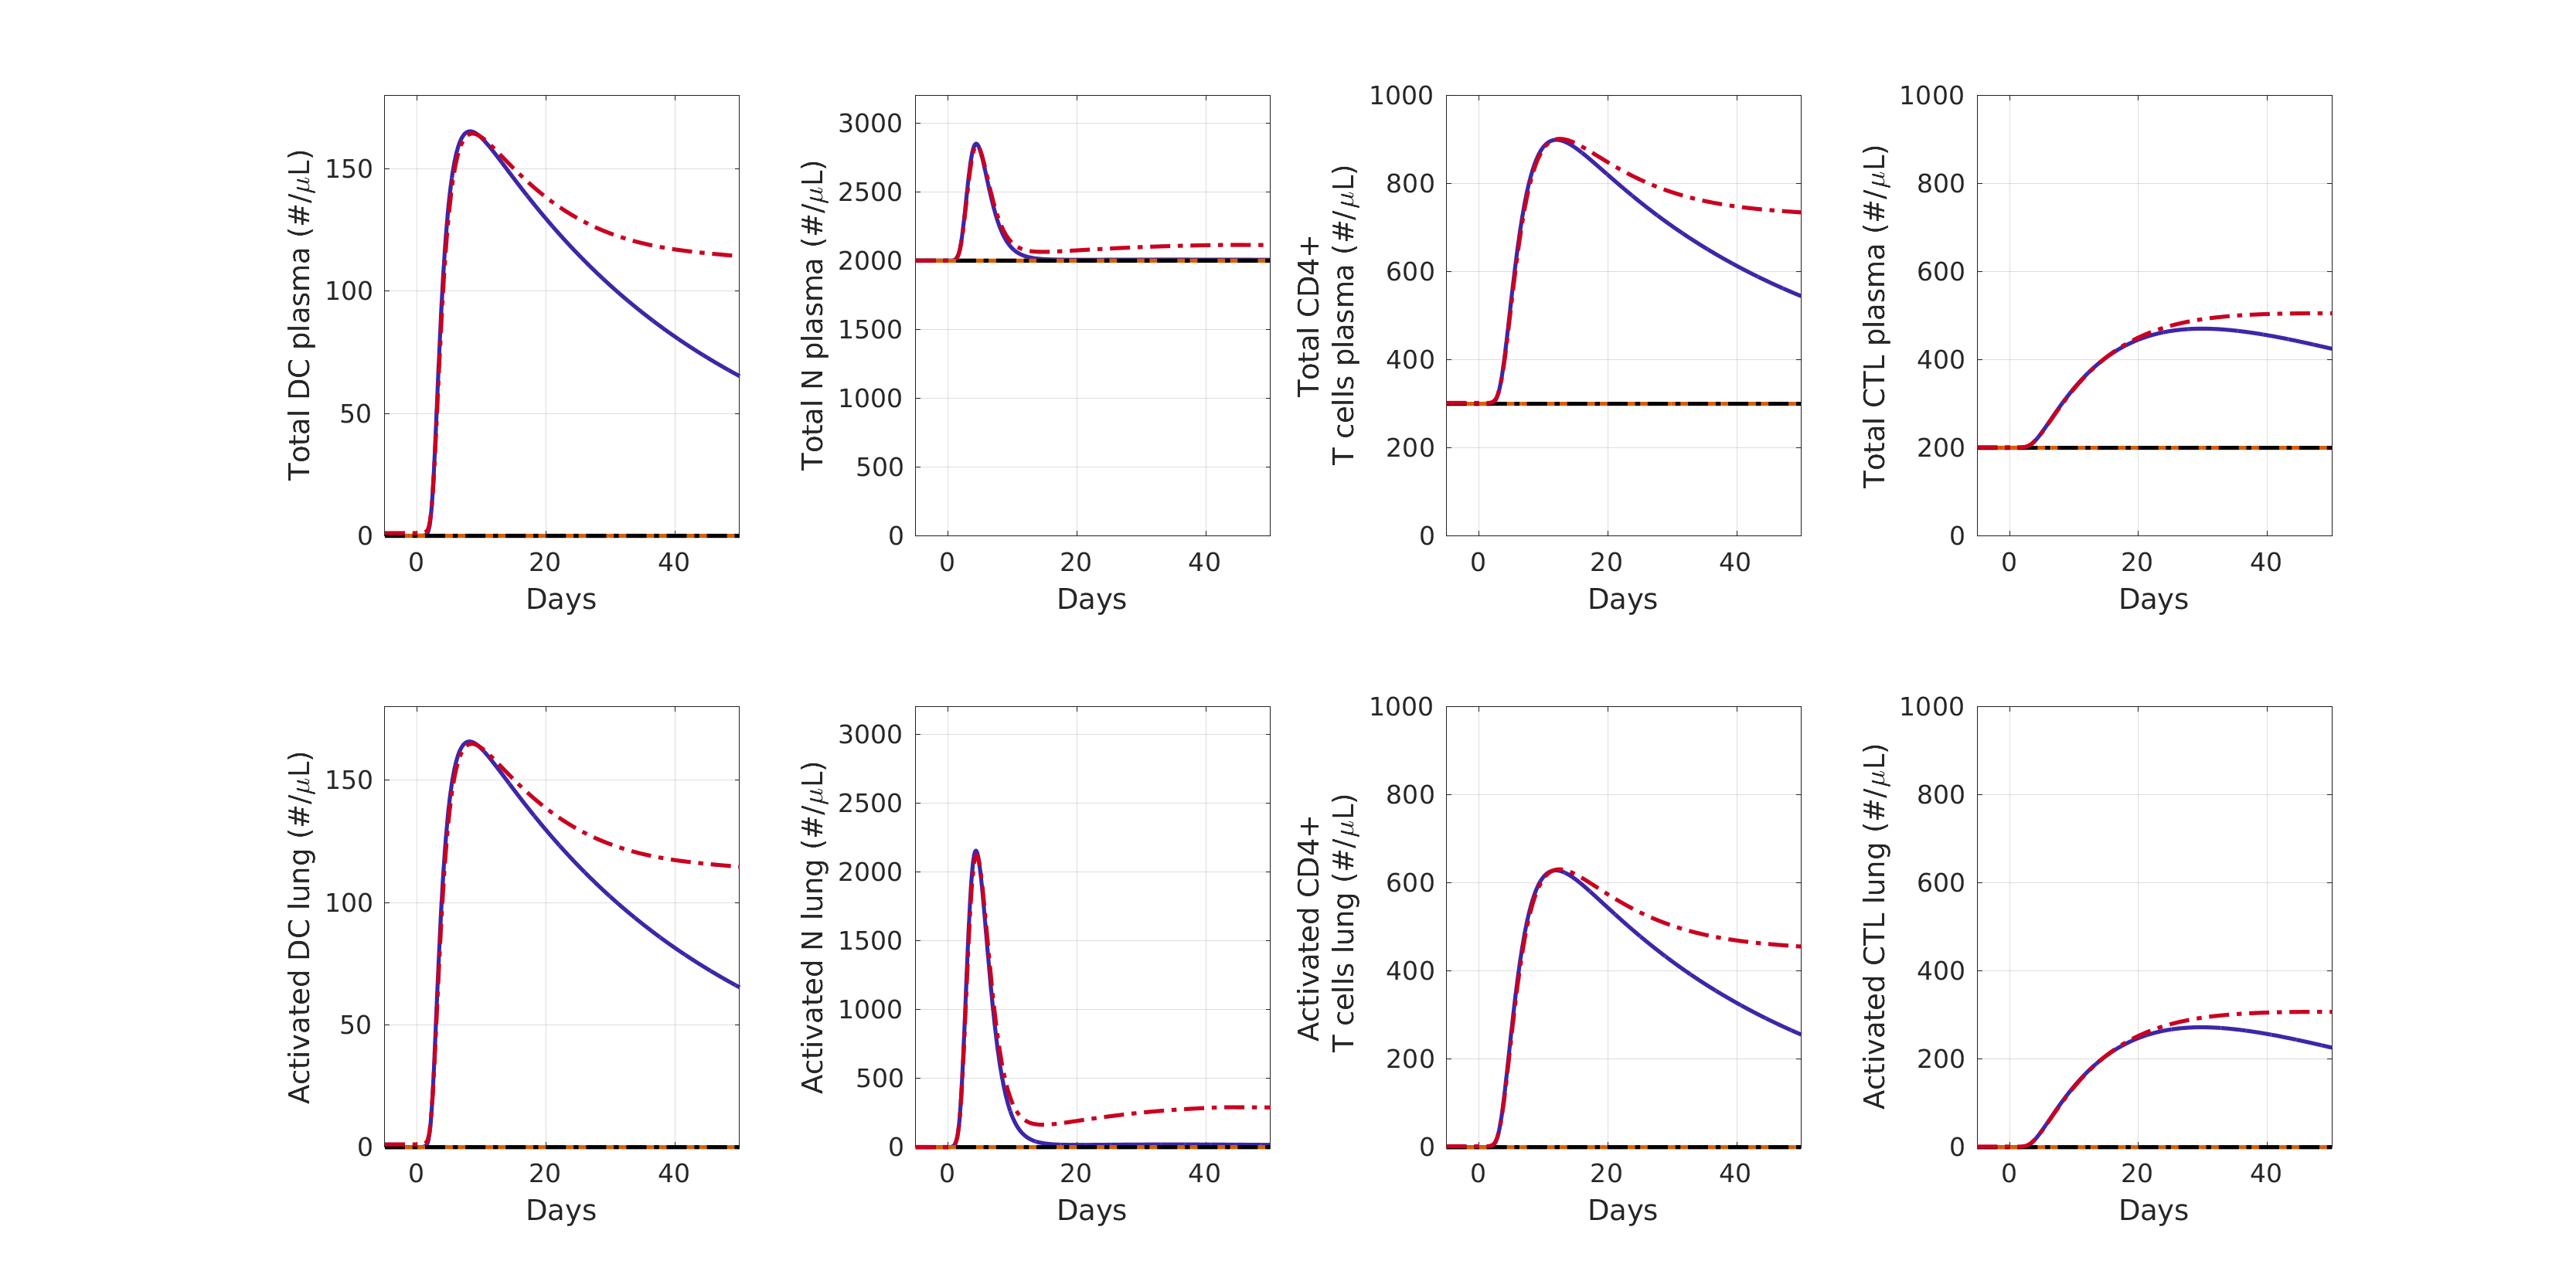 Total DC plasma (#/μL)
150
100
50
0
0 20 40
Days
Total N plasma (#/μL)
3000
2500
2000
1500
1000
500
0
0 20 40
Days
Total CD4+
T cells plasma (#/μL)
1000
800
600
400
200
0
0 20 40
Days
Total CTL plasma (#/μL)
1000
800
600
400
200
0
0 20 40
Days
Activated DC lung (#/μL)
150
100
50
0
0 20 40
Days
Activated N lung (#/μL)
3000
2500
2000
1500
1000
500
0
0 20 40
Days
Activated CD4+
T cells lung (#/μL)
1000
800
600
400
200
0
0 20 40
Days
Activated CTL lung (#/μL)
1000
800
600
400
200
0
0 20 40
Days